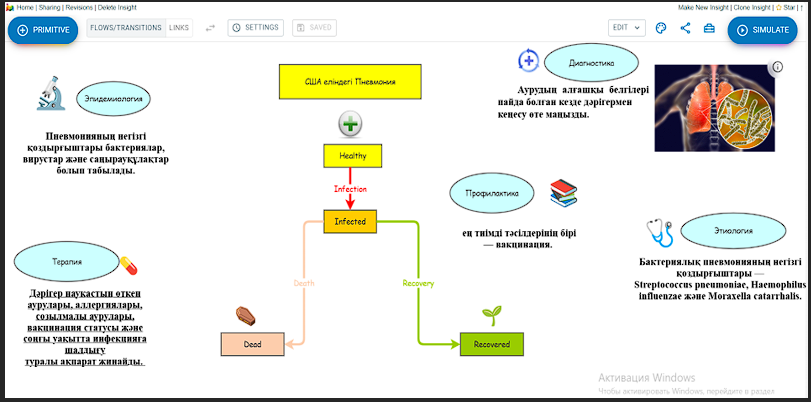 Home | Sharing | Revisions | Delete Insight
Make New Insight | Clone Insight | Star |
PRIMITIVE
FLOWS/TRANSITIONS
LINKS
SETTINGS
SAVED
EDIT
SIMULATE
США еліндегі Пневмония
Диагностика
Аурудың алғашқы белгілері
пайда болған кезде дәрігермен
кеңесу өте маңызды.
Эпидемиология
Пневмонияның негізгі
қоздырғыштары бактериялар,
вирустар және саңырауқұлақтар
болып табылады.
Healthy
Infection
Infected
Профилактика
ең тиімді тәсілдерінің бірі
— вакцинация.
Этиология
Бактериялық пневмонияның негізгі
қоздырғыштары —
Streptococcus pneumoniae, Haemophilus
influenzae және Moraxella catarrhalis.
Терапия
Дәрігер науқастың өткен
аурулары, аллергиялары,
созылмалы аурулары,
вакцинация статусы және
соңғы уақытта инфекцияға
шалдығу
туралы ақпарат жинайды.
Death
Recovery
Dead
Recovered
Активация Windows
Чтобы активировать Windows, перейдите в раздел